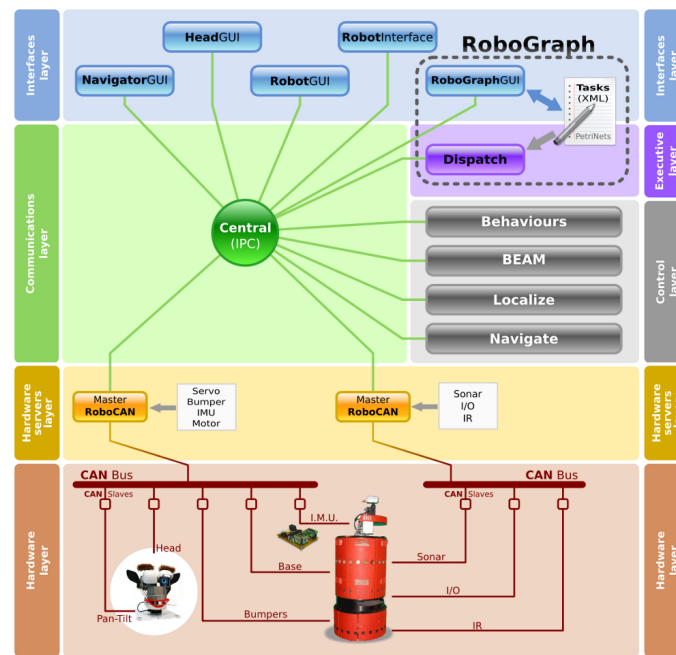 Interfaces
layer
HeadGUI
RobotInterface
RoboGraph
NavigatorGUI
RobotGUI
RoboGraphGUI
Tasks
(XML)
PetriNets
Interfaces
layer
Dispatch
Executive
layer
Communications
layer
Central
(IPC)
Behaviours
BEAM
Localize
Navigate
Control
layer
Hardware
servers
layer
Master
RoboCAN
Servo
Bumper
IMU
Motor
Master
RoboCAN
Sonar
I/O
IR
Hardware
servers
layer
Hardware
layer
CAN Bus
CAN Slaves
CAN Bus
CAN Slaves
I.M.U.
Head
Base
Sonar
Pan-Tilt
Bumpers
I/O
IR
Hardware
layer